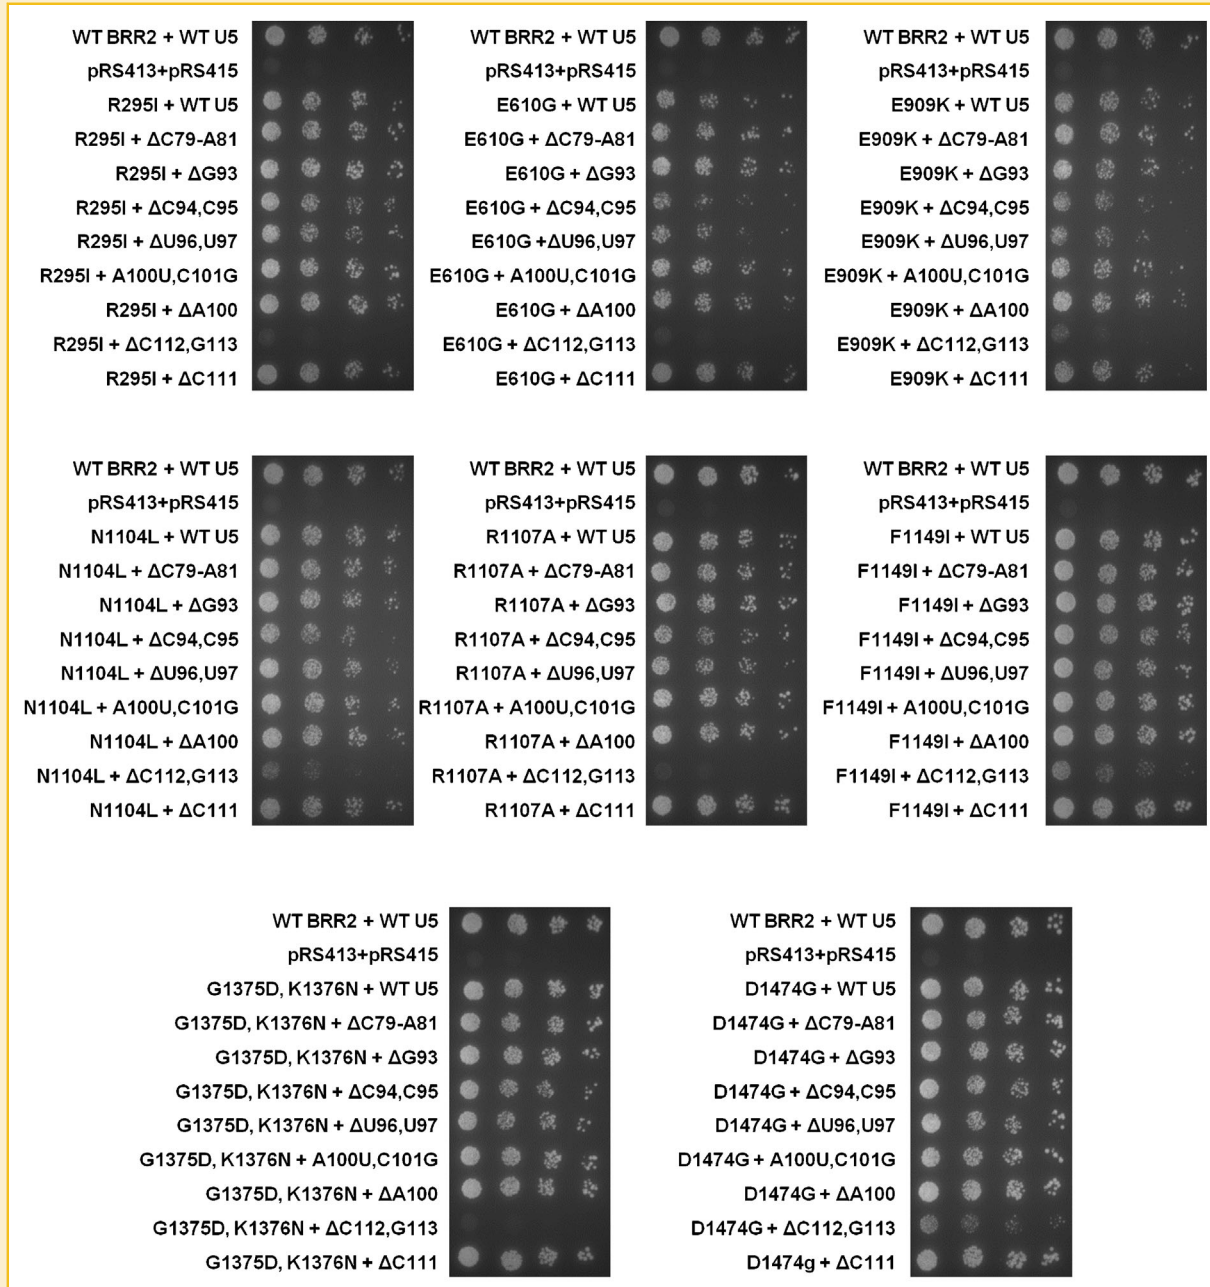 WT BRR2 + WT U5
pRS413+pRS415
R295I + WT U5
R295I + ΔC79-A81
R295I + ΔG93
R295I + ΔC94,C95
R295I + ΔU96,U97
R295I + A100U,C101G
R295I + ΔA100
R295I + ΔC112,G113
R295I + ΔC111
WT BRR2 + WT U5
pRS413+pRS415
E610G + WT U5
E610G + ΔC79-A81
E610G + ΔG93
E610G + ΔC94,C95
E610G +ΔU96,U97
E610G + A100U,C101G
E610G + ΔA100
E610G + ΔC112,G113
E610G + ΔC111
WT BRR2 + WT U5
pRS413+pRS415
E909K + WT U5
E909K + ΔC79-A81
E909K + ΔG93
E909K + ΔC94,C95
E909K + ΔU96,U97
E909K + A100U,C101G
E909K + ΔA100
E909K + ΔC112,G113
E909K + ΔC111
WT BRR2 + WT U5
pRS413+pRS415
N1104L + WT U5
N1104L + ΔC79-A81
N1104L + ΔG93
N1104L + ΔC94,C95
N1104L + ΔU96,U97
N1104L + A100U,C101G
N1104L + ΔA100
N1104L + ΔC112,G113
N1104L + ΔC111
WT BRR2 + WT U5
pRS413+pRS415
R1107A + WT U5
R1107A + ΔC79-A81
R1107A + ΔG93
R1107A + ΔC94,C95
R1107A + ΔU96,U97
R1107A + A100U,C101G
R1107A + ΔA100
R1107A + ΔC112,G113
R1107A + ΔC111
WT BRR2 + WT U5
pRS413+pRS415
F1149I + WT U5
F1149I + ΔC79-A81
F1149I + ΔG93
F1149I + ΔC94,C95
F1149I + ΔU96,U97
F1149I + A100U,C101G
F1149I + ΔA100
F1149I + ΔC112,G113
F1149I + ΔC111
WT BRR2 + WT U5
pRS413+pRS415
G1375D, K1376N + WT U5
G1375D, K1376N + ΔC79-A81
G1375D, K1376N + ΔG93
G1375D, K1376N + ΔC94,C95
G1375D, K1376N + ΔU96,U97
G1375D, K1376N + A100U,C101G
G1375D, K1376N + ΔA100
G1375D, K1376N + ΔC112,G113
G1375D, K1376N + ΔC111
WT BRR2 + WT U5
pRS413+pRS415
D1474G + WT U5
D1474G + ΔC79-A81
D1474G + ΔG93
D1474G + ΔC94,C95
D1474G + ΔU96,U97
D1474G + A100U,C101G
D1474G + ΔA100
D1474G + ΔC112,G113
D1474g + ΔC111